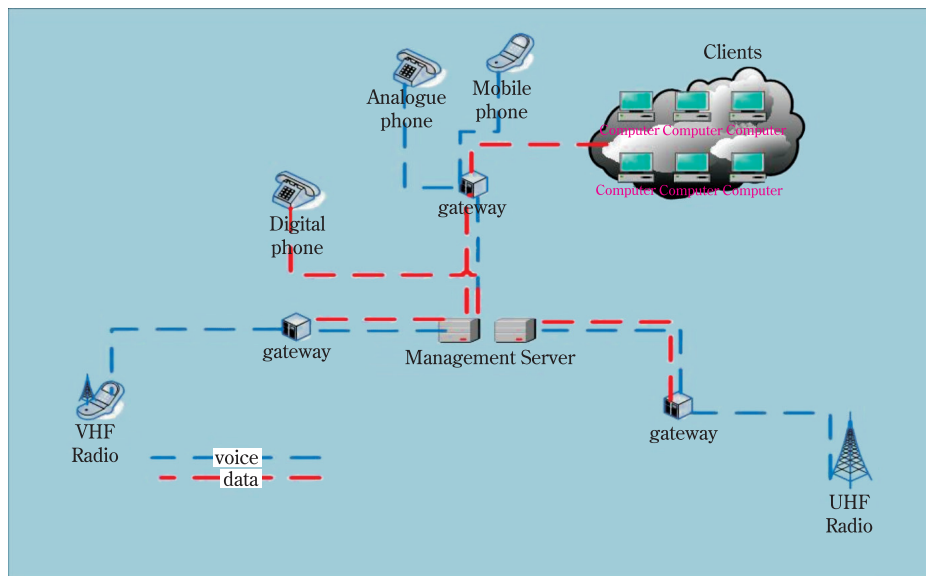 Clients
Analogue
phone
Mobile
phone
Computer Computer Computer
Computer Computer Computer
gateway
Digital
phone
gateway
Management Server
gateway
VHF
Radio
voice
data
UHF
Radio